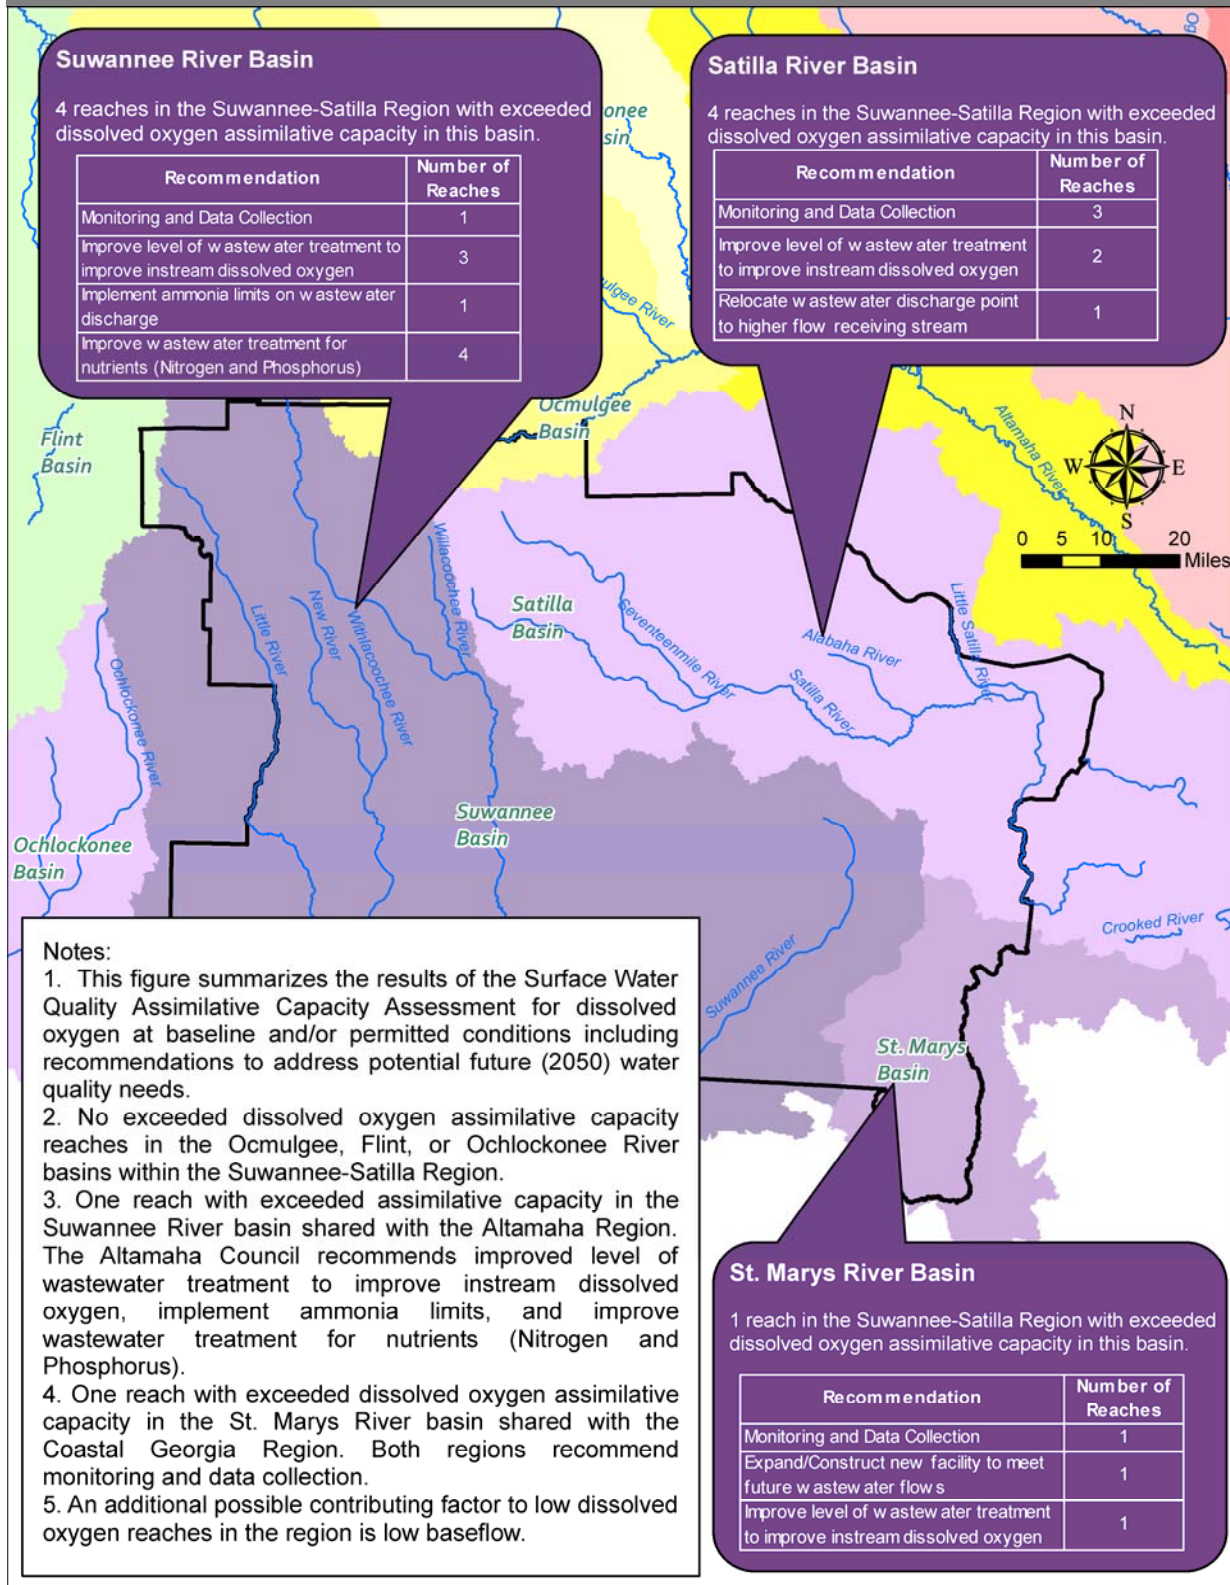 Suwannee River Basin
4 reaches in the Suwannee-Satilla Region with exceeded
dissolved oxygen assimilative capacity in this basin.
Recommendation Number of
Reaches
Monitoring and Data Collection 1
Improve level of wastewater treatment to
improve instream dissolved oxygen 3
Implement ammonia limits on wastewater
discharge 1
Improve wastewater treatment for
nutrients (Nitrogen and Phosphorus) 4
Satilla River Basin
4 reaches in the Suwannee-Satilla Region with exceeded
dissolved oxygen assimilative capacity in this basin.
Recommendation Number of
Reaches
Monitoring and Data Collection 3
Improve level of wastewater treatment
to improve instream dissolved oxygen 2
Relocate wastewater discharge point
to higher flow receiving stream 1
Og
onee
sin
ulgee River
Ocmulgee
Basin
Flint
Basin
Altamaha River
N
W E
S
0 5 10 20
Miles
Willacoochee River
Little River
New River
Withlacoochee River
Satilla
Basin
Seventeenmile River
Alabaha River
Satilla River
Little Satilla River
Ochlockonee River
Suwannee
Basin
Ochlockonee
Basin
Crooked River
Suwannee River
St. Marys
Basin
Notes:
1. This figure summarizes the results of the Surface Water
Quality Assimilative Capacity Assessment for dissolved
oxygen at baseline and/or permitted conditions including
recommendations to address potential future (2050) water
quality needs.
2. No exceeded dissolved oxygen assimilative capacity
reaches in the Ocmulgee, Flint, or Ochlockonee River
basins within the Suwannee-Satilla Region.
3. One reach with exceeded assimilative capacity in the
Suwannee River basin shared with the Altamaha Region.
The Altamaha Council recommends improved level of
wastewater treatment to improve instream dissolved
oxygen, implement ammonia limits, and improve
wastewater treatment for nutrients (Nitrogen and
Phosphorus).
4. One reach with exceeded dissolved oxygen assimilative
capacity in the St. Marys River basin shared with the
Coastal Georgia Region. Both regions recommend
monitoring and data collection.
5. An additional possible contributing factor to low dissolved
oxygen reaches in the region is low baseflow.
St. Marys River Basin
1 reach in the Suwannee-Satilla Region with exceeded
dissolved oxygen assimilative capacity in this basin.
Recommendation Number of
Reaches
Monitoring and Data Collection 1
Expand/Construct new facility to meet
future wastewater flows 1
Improve level of wastewater treatment
to improve instream dissolved oxygen 1